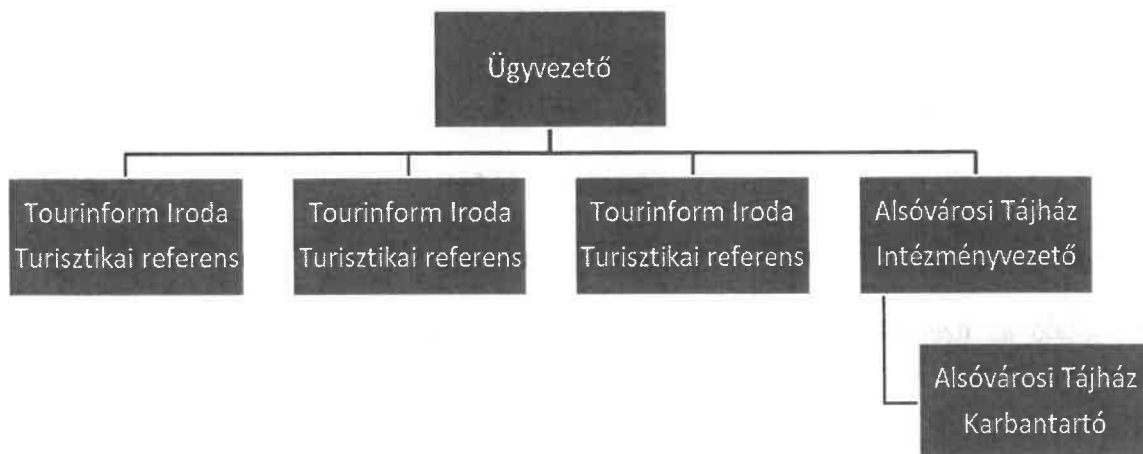 Ügyvezető
Tourinform Iroda
Turisztikai referens
Tourinform Iroda
Turisztikai referens
Tourinform Iroda
Turisztikai referens
Alsóvárosi Tájház
Intézményvezető
Alsóvárosi Tájház
Karbantartó